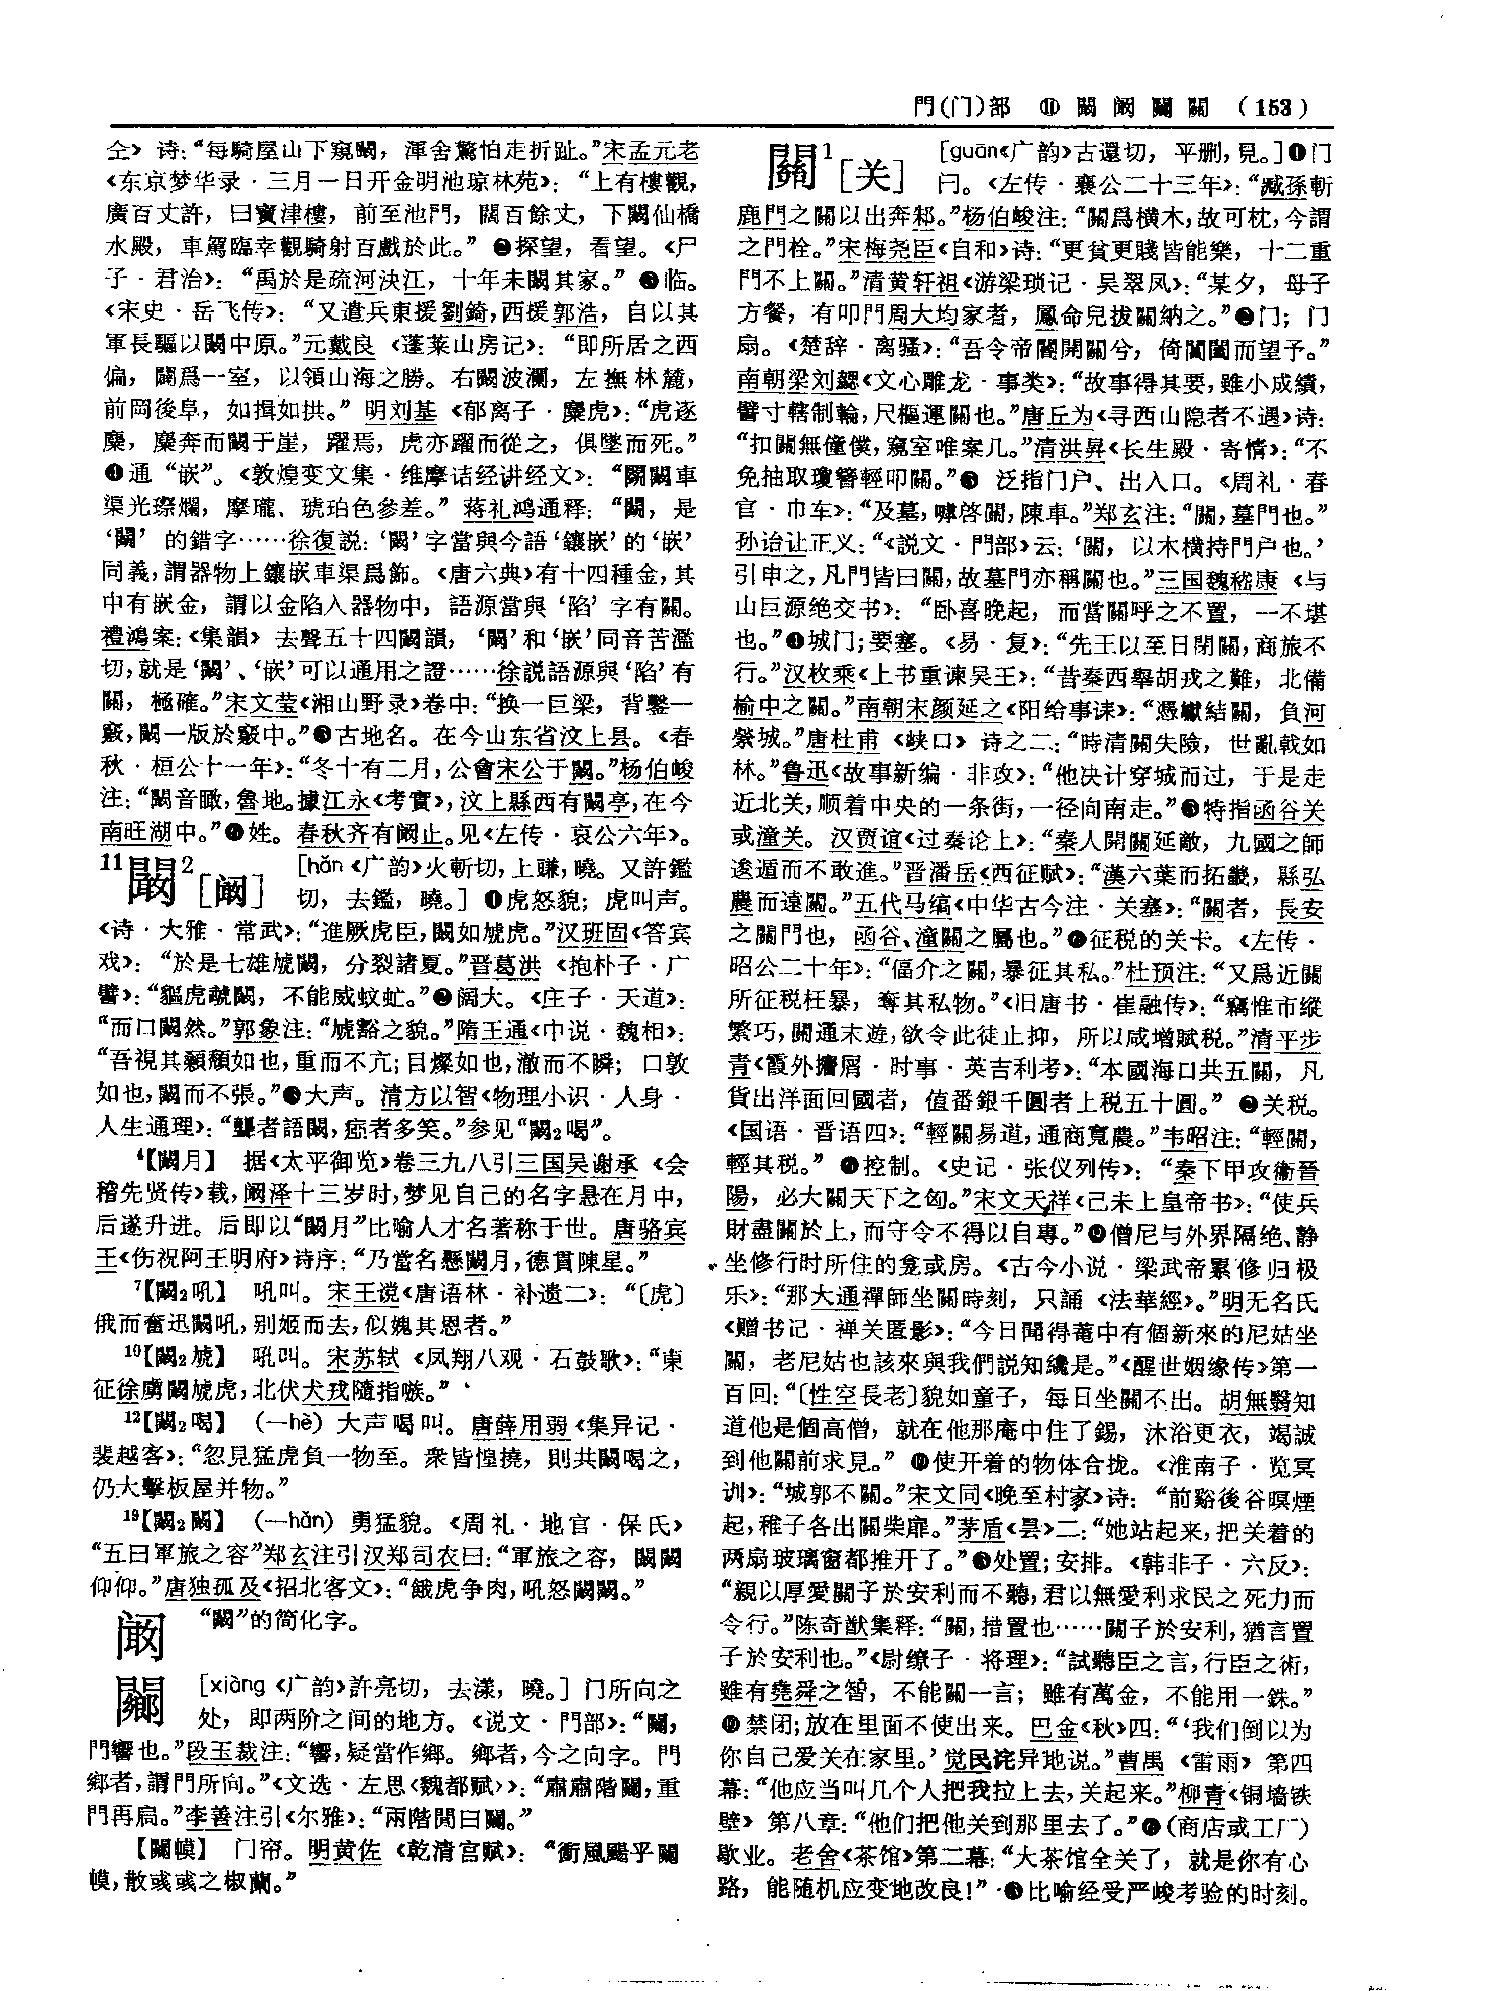 門(门)部 ⑪ 闞 阚 闢 關 (153)
仝》诗：“每騎屋山下窺闞，渾舍驚怕走折趾。”宋孟元老
《东京梦华录·三月一日开金明池琼林苑》：“上有樓觀，
廣百丈許，曰寶津樓，前至池門，闊百餘丈，下闞仙橋
水殿，車駕臨幸觀騎射百戲於此。”❷探望，看望。《尸
子·君治》：“禹於是疏河決江，十年未闞其家。”❸临。
《宋史·岳飞传》：“又遣兵東援劉錡，西援郭浩，自以其
軍長驅以闞中原。”元戴良《蓬莱山房记》：“即所居之西
偏，闢爲一室，以領山海之勝。右闞波瀾，左撫林麓，
前岡後阜，如揖如拱。”明刘基《郁离子·麋虎》：“虎逐
麋，麋奔而闞于崖，躍焉，虎亦躍而從之，俱墜而死。”
❹通“嵌”。《敦煌变文集·维摩诘经讲经文》：“闞車
渠光璨爛，摩瓏、琥珀色參差。”蒋礼鸿通释：“闞，是
‘闞’的錯字……徐復説：‘闞’字當與今語‘鑲嵌’的‘嵌’
同義，謂器物上鑲嵌車渠爲飾。《唐六典》有十四種金，其
中有嵌金，謂以金陷入器物中，語源當與‘陷’字有關。
禮鴻案：《集韻》去聲五十四闞韻，‘闞’和‘嵌’同音苦濫
切，就是‘闞’、‘嵌’可以通用之證……徐説語源與‘陷’有
關，極確。”宋文莹《湘山野录》卷中：“换一巨梁，背鑿一
竅，闞一版於竅中。”❺古地名。在今山东省汶上县。《春
秋·桓公十一年》：“冬十有二月，公會宋公于闞。”杨伯峻
注：“闞音瞰，魯地。據江永《考實》，汶上縣西有闞亭，在今
南旺湖中。”❻姓。春秋齐有阚止。见《左传·哀公六年》。
11闞2[阚] [hǎn《广韵》火斬切，上豏，曉。又許鑑
切，去鑑，曉。]❶虎怒貌；虎叫声。
《诗·大雅·常武》：“進厥虎臣，闞如虓虎。”汉班固《答宾
戏》：“於是七雄虓闞，分裂諸夏。”晋葛洪《抱朴子·广
譬》：“貙虎虣闞，不能威蚊虻。”❷阔大。《庄子·天道》：
“而口闞然。”郭象注：“虓豁之貌。”隋王通《中说·魏相》：
“吾視其顙頹如也，重而不亢；目燦如也，澈而不瞬；口敦
如也，闞而不張。”❸大声。清方以智《物理小识·人身·
人生通理》：“聾者語闞，痖者多笑。”参见“闞2喝”。
4【闞月】 据《太平御览》卷三九八引三国吴谢承《会
稽先贤传》载，阚泽十三岁时，梦见自己的名字悬在月中，
后遂升进。后即以“闞月”比喻人才名著称于世。唐骆宾
王《伤祝阿王明府》诗序：“乃當名懸闞月，德貫陳星。”
7【闞2吼】 吼叫。宋王谠《唐语林·补遗二》：“〔虎〕
俄而奮迅闞吼，别姬而去，似媿其恩者。”
10【闞2虓】 吼叫。宋苏轼《凤翔八观·石鼓歌》：“東
征徐虜闞虓虎，北伏犬戎隨指嗾。”
12【闞2喝】 (—hè) 大声喝叫。唐薛用弱《集异记·
裴越客》：“忽見猛虎負一物至。衆皆惶撓，則共闞喝之，
仍大擊板屋并物。”
19【闞2闞】 (—hǎn) 勇猛貌。《周礼·地官·保氏》
“五曰軍旅之容”郑玄注引汉郑司农曰：“軍旅之容，闞闞
仰仰。”唐独孤及《招北客文》：“餓虎争肉，吼怒闞闞。”
阚 “闞”的简化字。
闢 [xiàng《广韵》許亮切，去漾，曉。] 门所向之
处，即两阶之间的地方。《说文·門部》：“闢，
門響也。”段玉裁注：“響，疑當作鄉。鄉者，今之向字。門
鄉者，謂門所向。”《文选·左思〈魏都赋〉》：“肅肅階闢，重
門再扃。”李善注引《尔雅》：“兩階閒曰闢。”
【闢幙】 门帘。明黄佐《乾清宫赋》：“衝風颺乎闢
幙，散彧彧之椒蘭。”
關1[关] [guān《广韵》古還切，平删，見。]❶门
闩。《左传·襄公二十三年》：“臧孫斬
鹿門之關以出奔邾。”杨伯峻注：“關爲横木，故可枕，今謂
之門栓。”宋梅尧臣《自和》诗：“更貧更賤皆能樂，十二重
門不上關。”清黄轩祖《游梁琐记·吴翠凤》：“某夕，母子
方餐，有叩門周大均家者，鳳命兒拔關納之。”❷门；门
扇。《楚辞·离骚》：“吾令帝閽開關兮，倚閶闔而望予。”
南朝梁刘勰《文心雕龙·事类》：“故事得其要，雖小成績，
譬寸轄制輪，尺樞運關也。”唐丘为《寻西山隐者不遇》诗：
“扣關無僮僕，窺室唯案几。”清洪昇《长生殿·寄情》：“不
免抽取瓊簪輕叩關。”❸泛指门户、出入口。《周礼·春
官·巾车》：“及墓，嘑啓關，陳車。”郑玄注：“關，墓門也。”
孙诒让正义：“《説文·門部》云：‘關，以木横持門户也。’
引申之，凡門皆曰關，故墓門亦稱關也。”三国魏嵇康《与
山巨源绝交书》：“卧喜晚起，而當關呼之不置，一不堪
也。”❹城门；要塞。《易·复》：“先王以至日閉關，商旅不
行。”汉枚乘《上书重谏吴王》：“昔秦西舉胡戎之難，北備
榆中之關。”南朝宋颜延之《阳给事诔》：“憑巘結關，負河
縈城。”唐杜甫《峡口》诗之二：“時清關失險，世亂戟如
林。”鲁迅《故事新编·非攻》：“他决计穿城而过，于是走
近北关，顺着中央的一条街，一径向南走。”❺特指函谷关
或潼关。汉贾谊《过秦论上》：“秦人開關延敵，九國之師
逡遁而不敢進。”晋潘岳《西征赋》：“漢六葉而拓畿，縣弘
農而遠關。”五代马缟《中华古今注·关塞》：“關者，長安
之關門也，函谷、潼關之屬也。”❻征税的关卡。《左传·
昭公二十年》：“偪介之關，暴征其私。”杜预注：“又爲近關
所征税枉暴，奪其私物。”《旧唐书·崔融传》：“竊惟市縱
繁巧，關通末遊，欲令此徒止抑，所以咸增賦税。”清平步
青《霞外攟屑·时事·英吉利考》：“本國海口共五關，凡
貨出洋面回國者，值番銀千圓者上税五十圓。”❼关税。
《国语·晋语四》：“輕關易道，通商寬農。”韦昭注：“輕關，
輕其税。”❽控制。《史记·张仪列传》：“秦下甲攻衞晉
陽，必大關天下之匈。”宋文天祥《己未上皇帝书》：“使兵
財盡關於上，而守令不得以自專。”❾僧尼与外界隔绝、静
坐修行时所住的龛或房。《古今小说·梁武帝累修归极
乐》：“那大通禪師坐關時刻，只誦《法華經》。”明无名氏
《赠书记·禅关匿影》：“今日聞得菴中有個新來的尼姑坐
關，老尼姑也該來與我們説知纔是。”《醒世姻缘传》第一
百回：“〔性空長老〕貌如童子，每日坐關不出。胡無翳知
道他是個高僧，就在他那庵中住了錫，沐浴更衣，竭誠
到他關前求見。”❿使开着的物体合拢。《淮南子·览冥
训》：“城郭不關。”宋文同《晚至村家》诗：“前谿後谷暝煙
起，稚子各出關柴扉。”茅盾《昙》二：“她站起来，把关着的
两扇玻璃窗都推开了。”⓫处置；安排。《韩非子·六反》：
“親以厚愛關子於安利而不聽，君以無愛利求民之死力而
令行。”陈奇猷集释：“關，措置也……關子於安利，猶言置
子於安利也。”《尉缭子·将理》：“試聽臣之言，行臣之術，
雖有堯舜之智，不能關一言；雖有萬金，不能用一銖。”
⓬禁闭；放在里面不使出来。巴金《秋》四：“‘我们倒以为
你自己爱关在家里。’觉民诧异地说。”曹禺《雷雨》第四
幕：“他应当叫几个人把我拉上去，关起来。”柳青《铜墙铁
壁》第八章：“他们把他关到那里去了。”⓭(商店或工厂)
歇业。老舍《茶馆》第二幕：“大茶馆全关了，就是你有心
路，能随机应变地改良！”⓮比喻经受严峻考验的时刻。